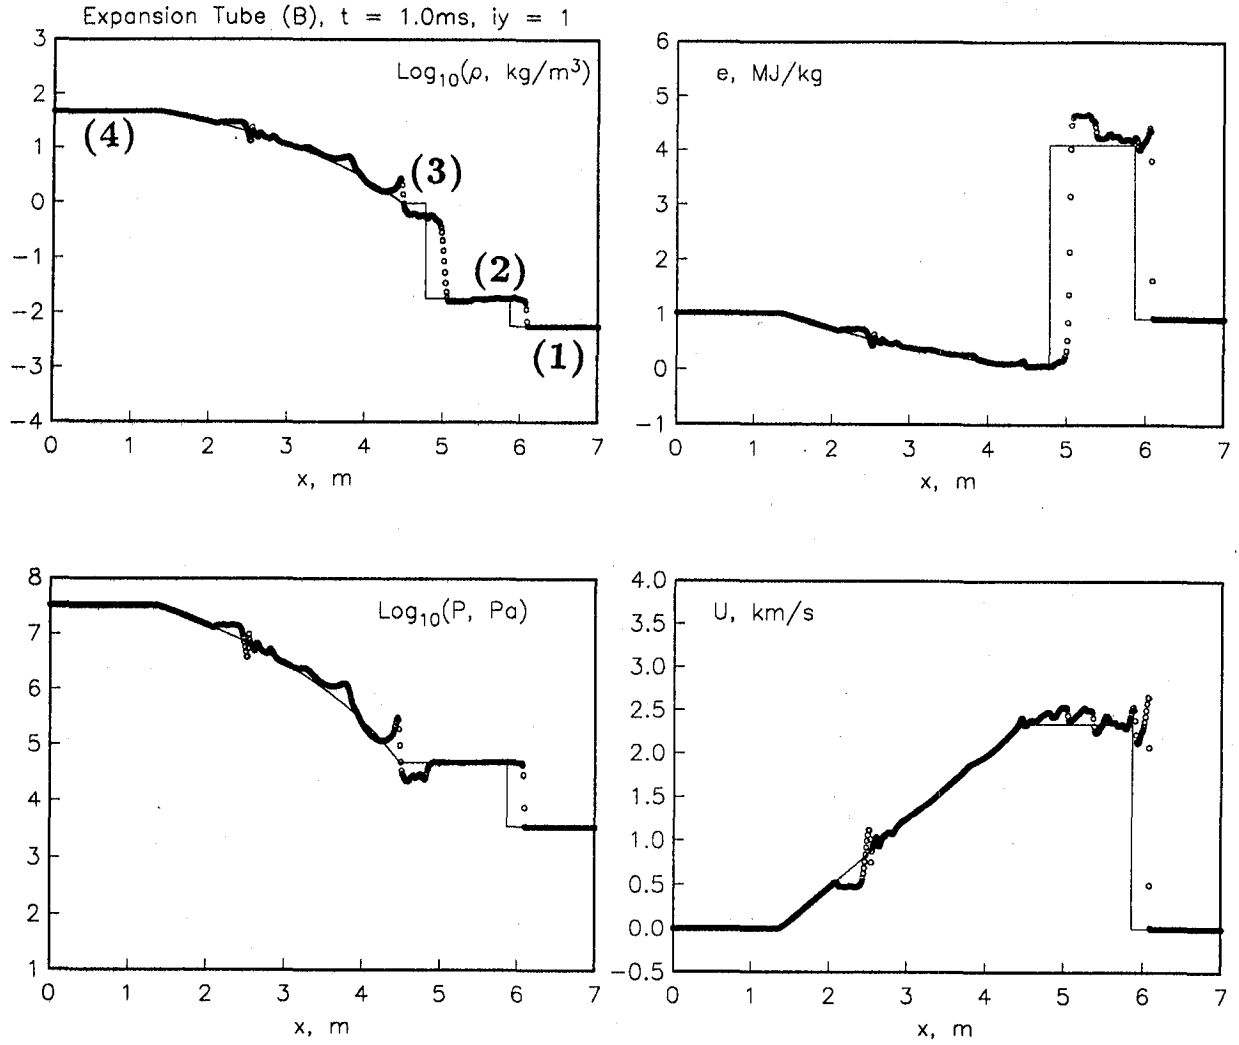 Expansion Tube (B), t = 1.0ms, iy = 1
3
2
1
0
−1
−2
−3
−4
Log₁₀(ρ, kg/m³)
(4)
(3)
(2)
(1)
0 1 2 3 4 5 6 7
x, m
6
5
4
3
2
1
0
−1
e, MJ/kg
0 1 2 3 4 5 6 7
x, m
8
7
6
5
4
3
2
1
Log₁₀(P, Pa)
0 1 2 3 4 5 6 7
x, m
4.0
3.5
3.0
2.5
2.0
1.5
1.0
0.5
0.0
−0.5
U, km/s
0 1 2 3 4 5 6 7
x, m